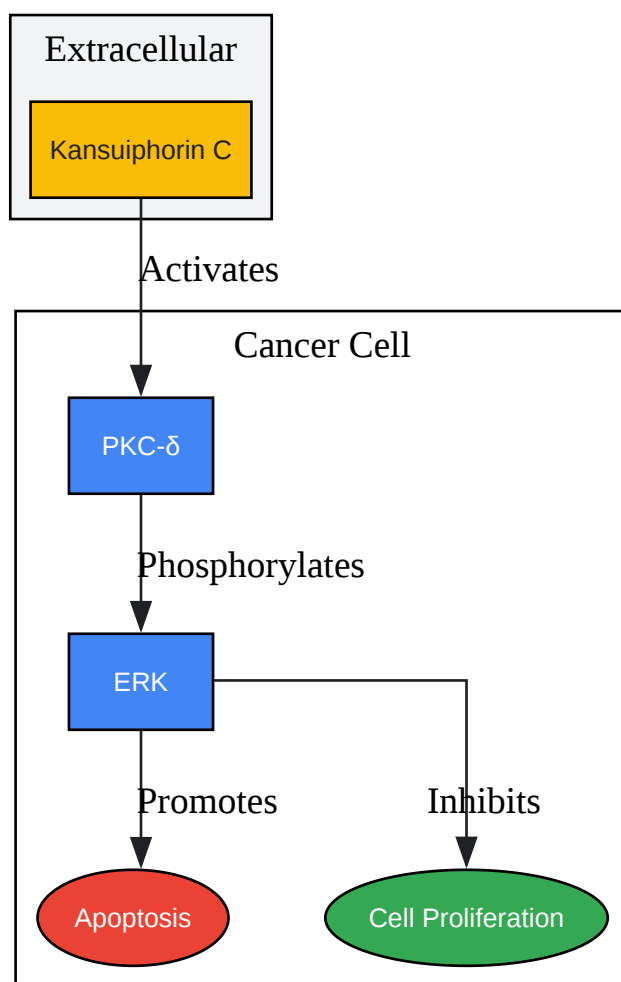 Extracellular
Kansuiphorin C
Activates
Cancer Cell
PKC-δ
Phosphorylates
ERK
Promotes
Inhibits
Apoptosis
Cell Proliferation